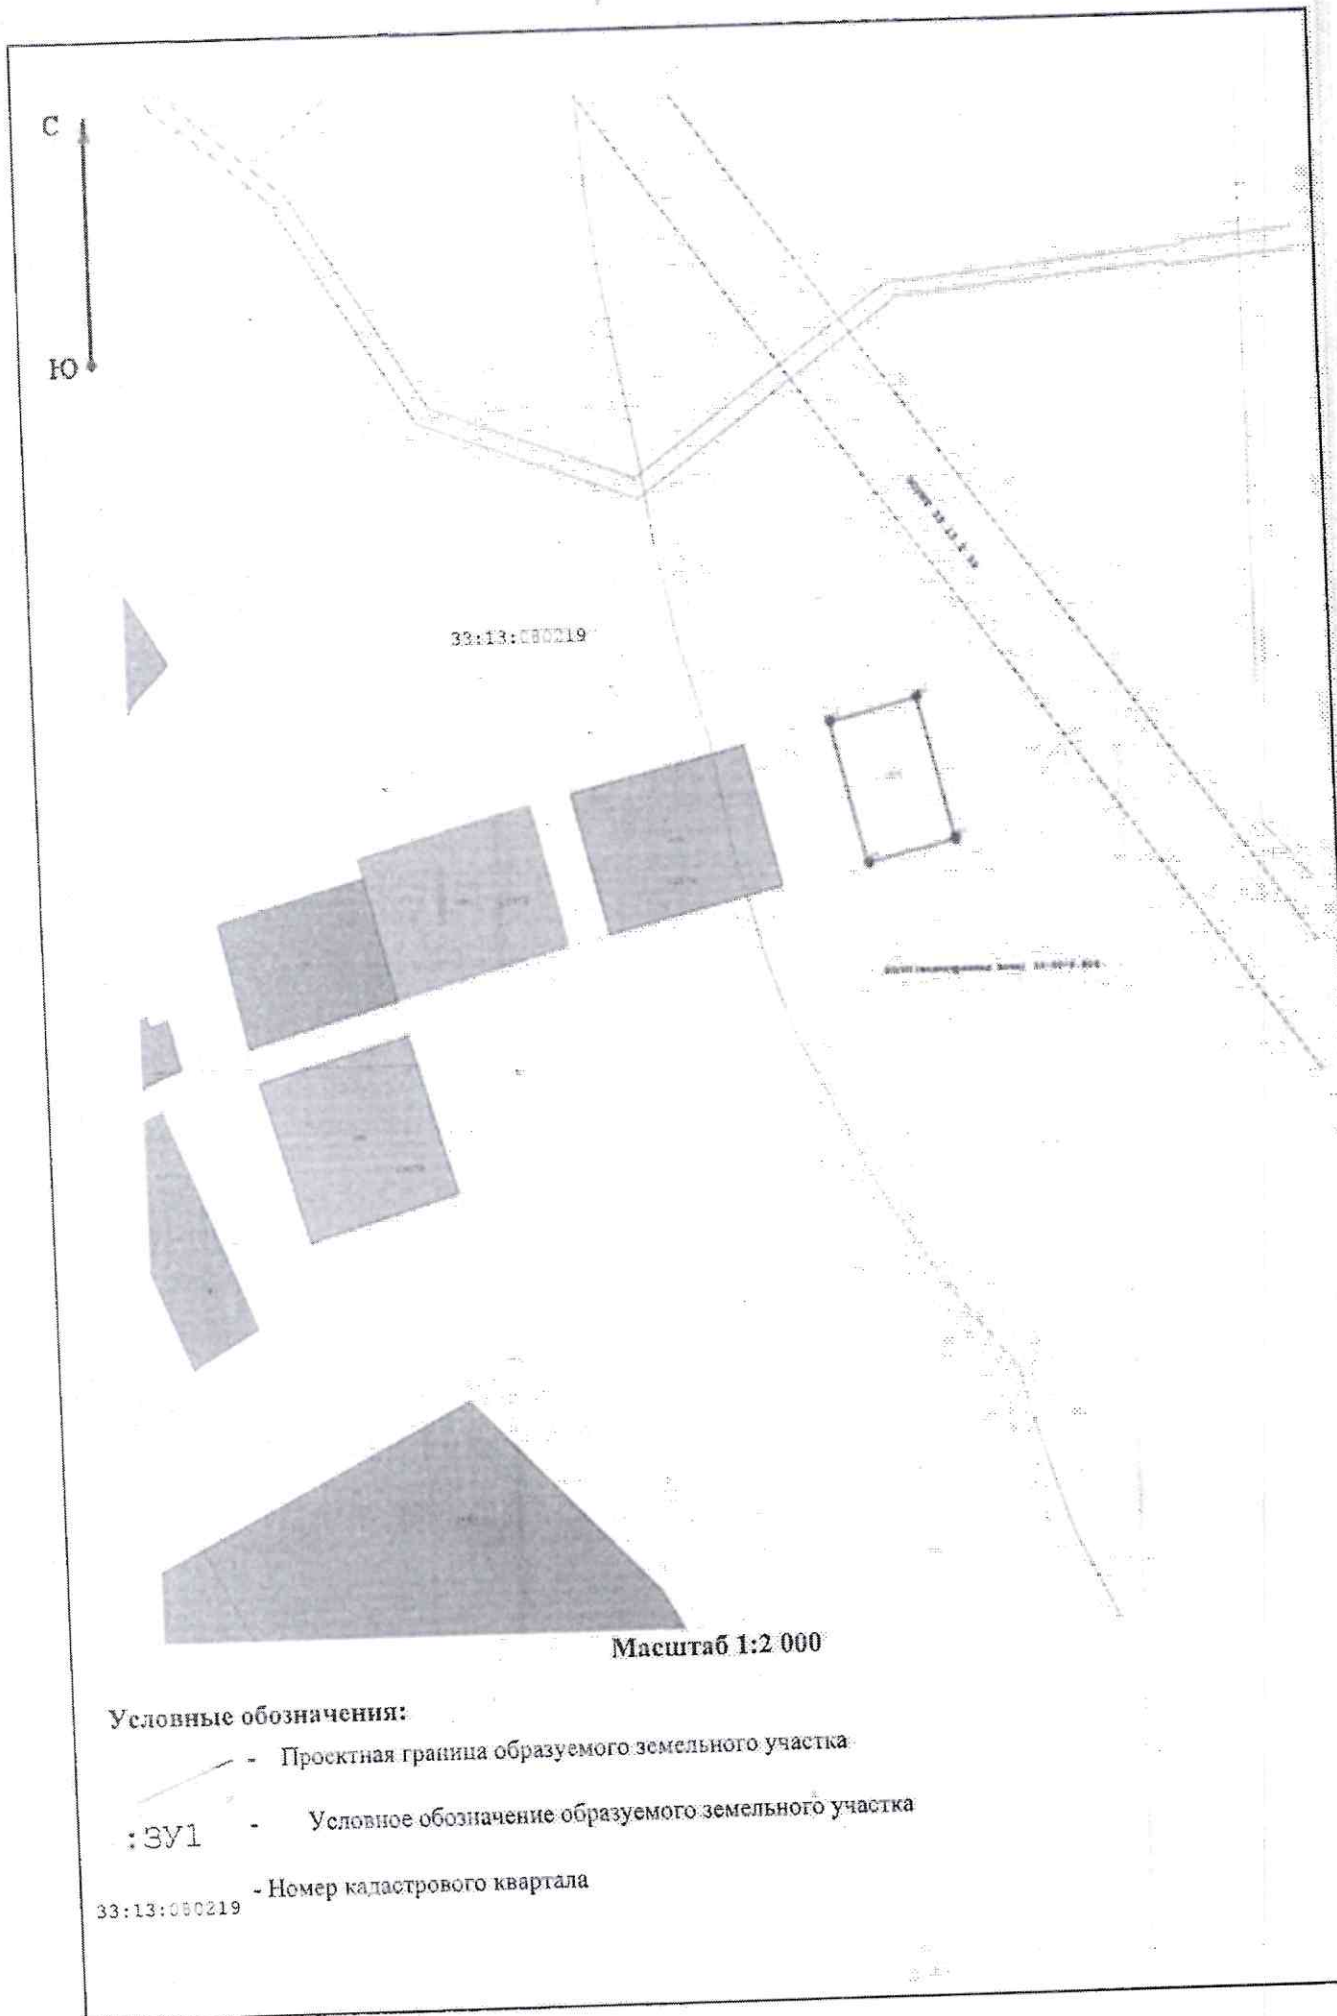 С
Ю
33:13:080219
Масштаб 1:2 000
Условные обозначения:
- Проектная граница образуемого земельного участка
:ЗУ1 - Условное обозначение образуемого земельного участка
33:13:080219 - Номер кадастрового квартала